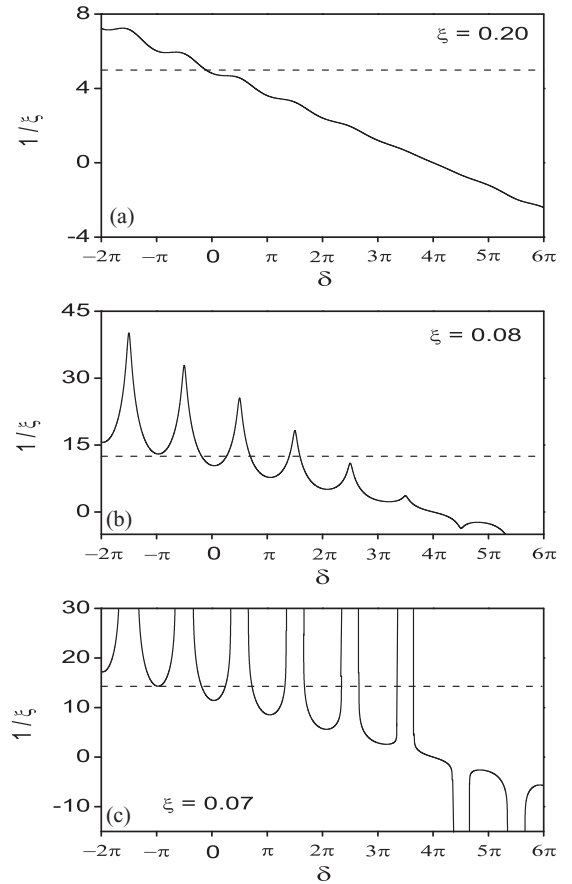 8
ξ = 0.20
4
1/ξ
0
(a)
-4
−2π −π 0 π 2π 3π 4π 5π 6π
δ
45
ξ = 0.08
30
1/ξ
15
0
(b)
−2π −π 0 π 2π 3π 4π 5π 6π
δ
30
20
1/ξ
10
0
-10
(c)
ξ = 0.07
−2π −π 0 π 2π 3π 4π 5π 6π
δ